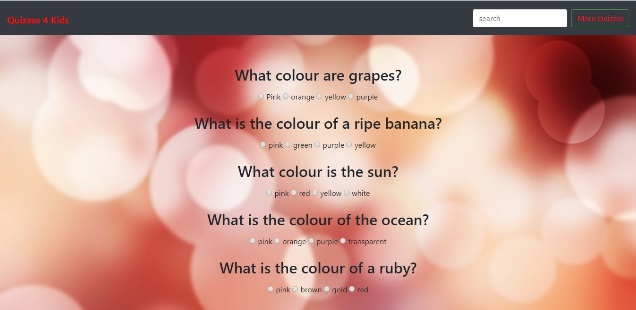 Quizzes 4 Kids
search
More Quizzes
What colour are grapes?
Pink orange yellow purple
What is the colour of a ripe banana?
pink green purple yellow
What colour is the sun?
pink red yellow white
What is the colour of the ocean?
pink orange purple transparent
What is the colour of a ruby?
pink brown gold red